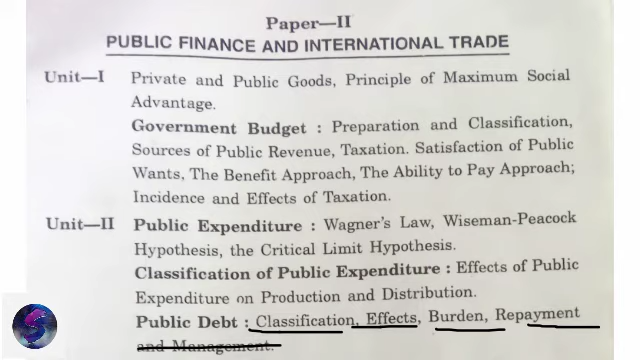 Paper—II
PUBLIC FINANCE AND INTERNATIONAL TRADE
Unit—I Private and Public Goods, Principle of Maximum Social
Advantage.
Government Budget : Preparation and Classification,
Sources of Public Revenue, Taxation. Satisfaction of Public
Wants, The Benefit Approach, The Ability to Pay Approach;
Incidence and Effects of Taxation.
Unit—II Public Expenditure : Wagner's Law, Wiseman-Peacock
Hypothesis, the Critical Limit Hypothesis.
Classification of Public Expenditure : Effects of Public
Expenditure on Production and Distribution.
Public Debt : Classification, Effects, Burden, Repayment
and Management.